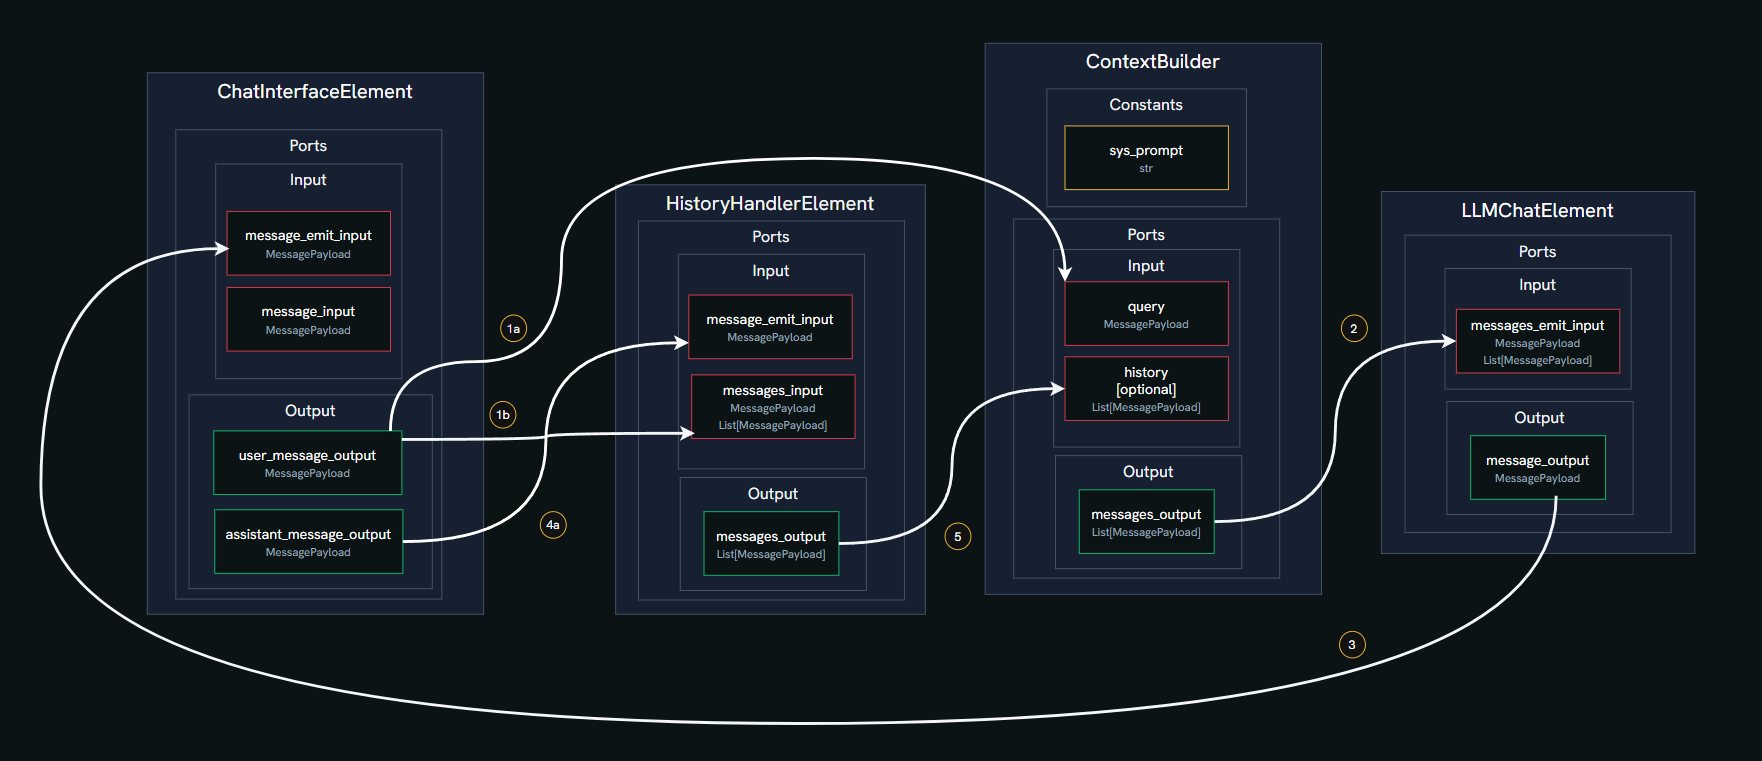 ChatInterfaceElement
Ports
Input
message_emit_input
MessagePayload
message_input
MessagePayload
Output
user_message_output
MessagePayload
assistant_message_output
MessagePayload
1a
1b
4a
HistoryHandlerElement
Ports
Input
message_emit_input
MessagePayload
messages_input
MessagePayload
List[MessagePayload]
Output
messages_output
List[MessagePayload]
5
ContextBuilder
Constants
sys_prompt
str
Ports
Input
query
MessagePayload
history
[optional]
List[MessagePayload]
Output
messages_output
List[MessagePayload]
2
3
LLMChatElement
Ports
Input
messages_emit_input
MessagePayload
List[MessagePayload]
Output
message_output
MessagePayload